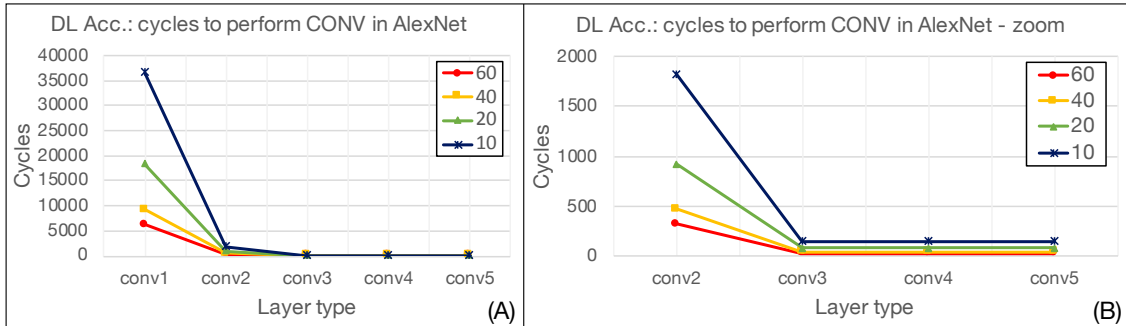 DL Acc.: cycles to perform CONV in AlexNet
40000
35000
30000
25000
20000
15000
10000
5000
0
Cycles
60
40
20
10
conv1 conv2 conv3 conv4 conv5
Layer type
(A)
DL Acc.: cycles to perform CONV in AlexNet - zoom
2000
1500
1000
500
0
Cycles
60
40
20
10
conv2 conv3 conv4 conv5
Layer type
(B)